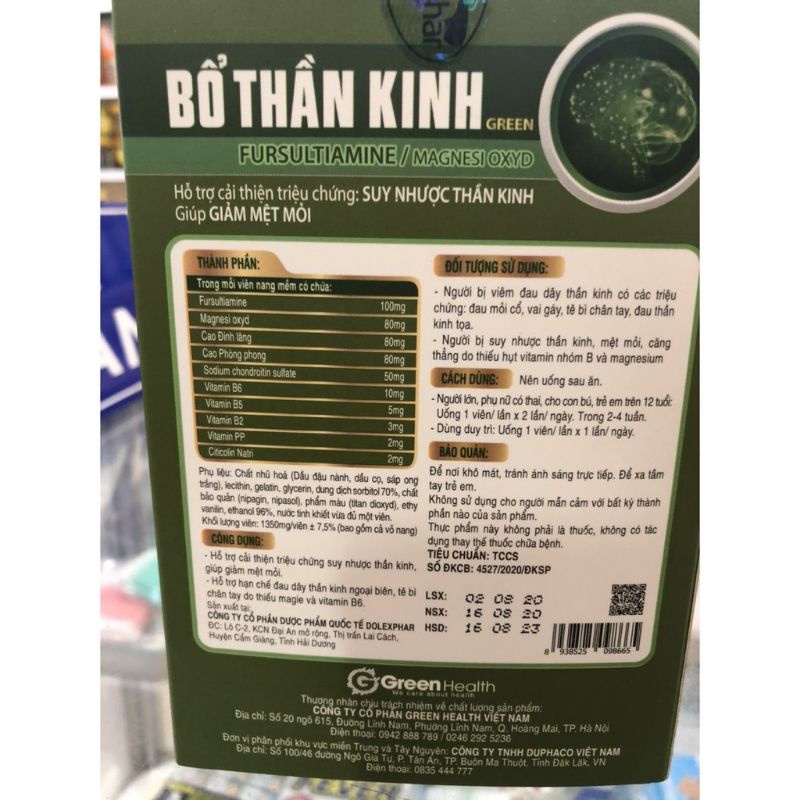 BỔ THẦN KINH GREEN
FURSULTIAMINE / MAGNESI OXYD
Hỗ trợ cải thiện triệu chứng: SUY NHƯỢC THẦN KINH
Giúp GIẢM MỆT MỎI
THÀNH PHẦN:
Trong mỗi viên nang mềm có chứa:
Fursultiamine 100mg
Magnesi oxyd 80mg
Cao Đinh lăng 80mg
Cao Phòng phong 80mg
Sodium chondroitin sulfate 50mg
Vitamin B6 10mg
Vitamin B5 5mg
Vitamin B2 3mg
Vitamin PP 2mg
Citicolin Natri 2mg
Phụ liệu: Chất nhũ hoá (Dầu đậu nành, dầu cọ, sáp ong
trắng), lecithin, gelatin, glycerin, dung dịch sorbitol 70%, chất
bảo quản (nipagin, nipasol), phẩm màu (titan dioxyd), ethy
vanilin, ethanol 96%, nước tinh khiết vừa đủ một viên.
Khối lượng viên: 1350mg/viên ± 7,5% (bao gồm cả vỏ nang)
CÔNG DỤNG:
- Hỗ trợ cải thiện triệu chứng suy nhược thần kinh,
giúp giảm mệt mỏi.
- Hỗ trợ hạn chế đau dây thần kinh ngoại biên, tê bì
chân tay do thiếu magie và vitamin B6.
Sản xuất tại:
CÔNG TY CỔ PHẦN DƯỢC PHẨM QUỐC TẾ DOLEXPHAR
ĐC: Lô C-2, KCN Đại An mở rộng, Thị trấn Lai Cách,
Huyện Cẩm Giàng, Tỉnh Hải Dương
ĐỐI TƯỢNG SỬ DỤNG:
- Người bị viêm đau dây thần kinh có các triệu
chứng: đau mỏi cổ, vai gáy, tê bì chân tay, đau thần
kinh tọa.
- Người bị suy nhược thần kinh, mệt mỏi, căng
thẳng do thiếu hụt vitamin nhóm B và magnesium
CÁCH DÙNG: Nên uống sau ăn.
- Người lớn, phụ nữ có thai, cho con bú, trẻ em trên 12 tuổi:
Uống 1 viên/ lần x 2 lần/ ngày. Trong 2-4 tuần.
- Dùng duy trì: Uống 1 viên/ lần x 1 lần/ ngày.
BẢO QUẢN:
Để nơi khô mát, tránh ánh sáng trực tiếp. Để xa tầm
tay trẻ em.
Không sử dụng cho người mẫn cảm với bất kỳ thành
phần nào của sản phẩm.
Thực phẩm này không phải là thuốc, không có tác
dụng thay thế thuốc chữa bệnh.
TIÊU CHUẨN: TCCS
SỐ ĐKCB: 4527/2020/ĐKSP
LSX: 02 08 20
NSX: 16 08 20
HSD: 16 08 23
8 938525 098665
Green Health
We care about health
Thương nhân chịu trách nhiệm về chất lượng sản phẩm:
CÔNG TY CỔ PHẦN GREEN HEALTH VIỆT NAM
Địa chỉ: Số 20 ngõ 615, Đường Lĩnh Nam, Phường Lĩnh Nam, Q. Hoàng Mai, TP. Hà Nội
Điện thoại: 0942 888 789 / 0246 292 5236
Đơn vị phân phối khu vực miền Trung và Tây Nguyên: CÔNG TY TNHH DUPHACO VIỆT NAM
Địa chỉ: Số 100/46 đường Ngô Gia Tự, P. Tân An, TP. Buôn Ma Thuột, Tỉnh Đăk Lăk, VN
Điện thoại: 0835 444 777